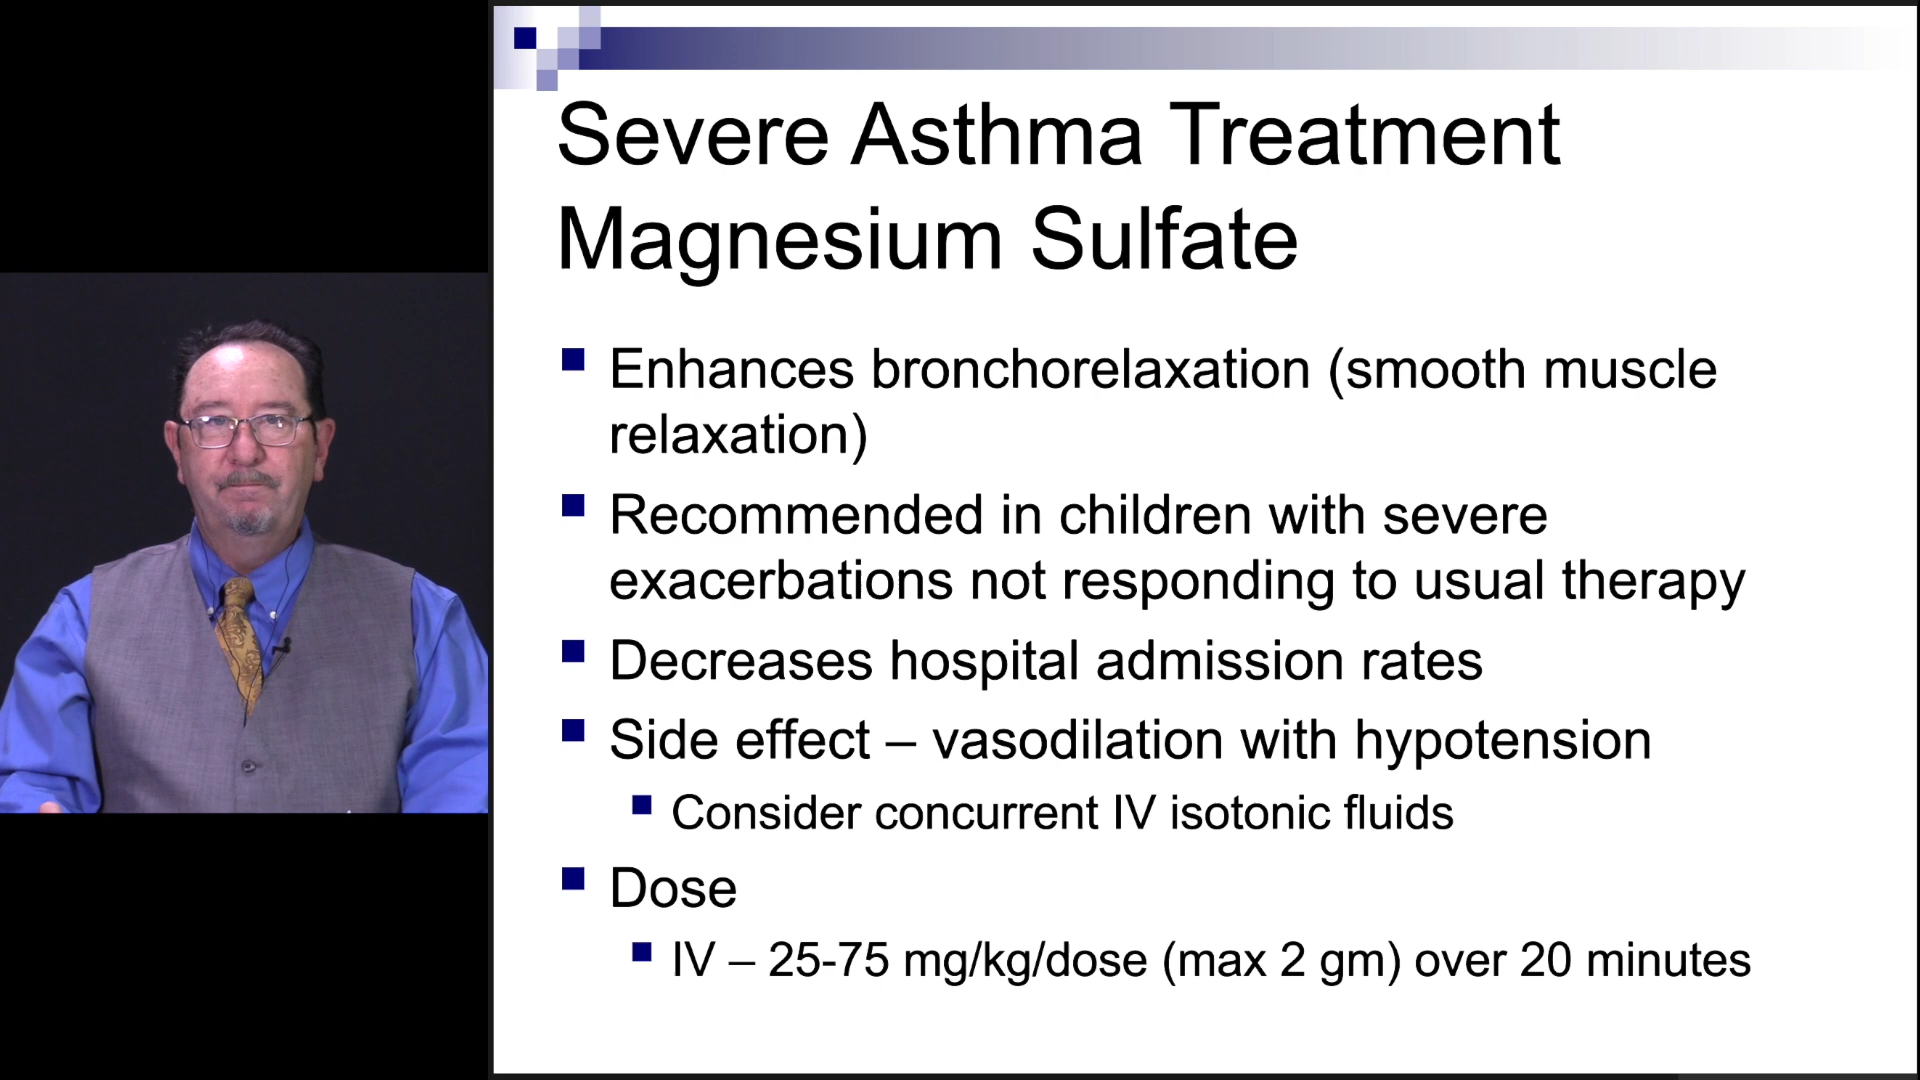 Severe Asthma Treatment
Magnesium Sulfate
Enhances bronchorelaxation (smooth muscle
relaxation)
Recommended in children with severe
exacerbations not responding to usual therapy
Decreases hospital admission rates
Side effect – vasodilation with hypotension
Consider concurrent IV isotonic fluids
Dose
IV – 25-75 mg/kg/dose (max 2 gm) over 20 minutes